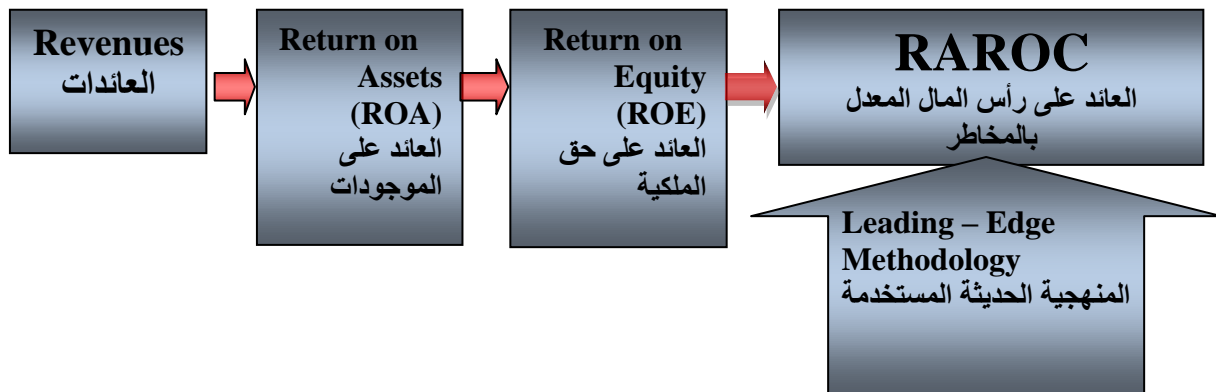 Revenues
العائدات
Return on
Assets
(ROA)
العائد على
الموجودات
Return on
Equity
(ROE)
العائد على حق
الملكية
RAROC
العائد على رأس المال المعدل
بالمخاطر
Leading – Edge
Methodology
المنهجية الحديثة المستخدمة